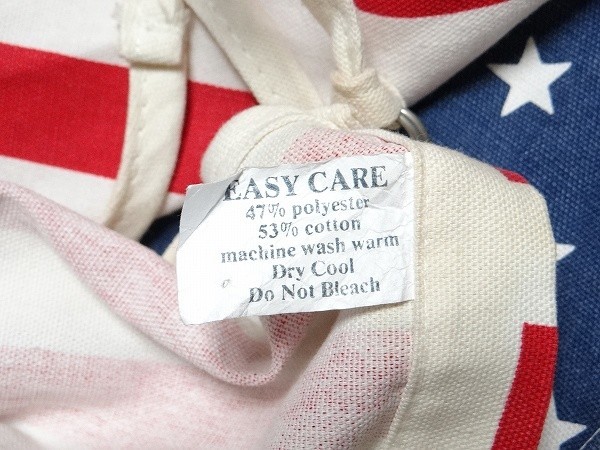 EASY CARE
47% polyester
53% cotton
machine wash warm
Dry Cool
Do Not Bleach